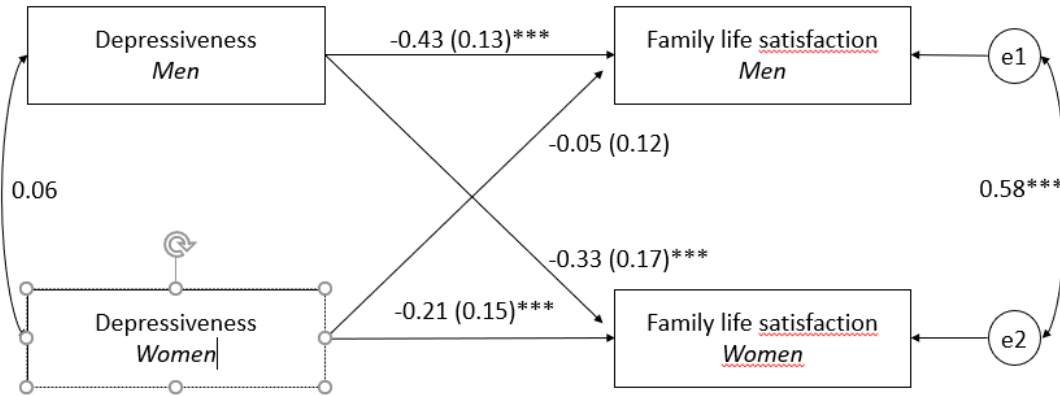 Depressiveness
Men
-0.43 (0.13)***
Family life satisfaction
Men
e1
-0.05 (0.12)
0.06
0.58***
-0.33 (0.17)***
-0.21 (0.15)***
Depressiveness
Women
Family life satisfaction
Women
e2